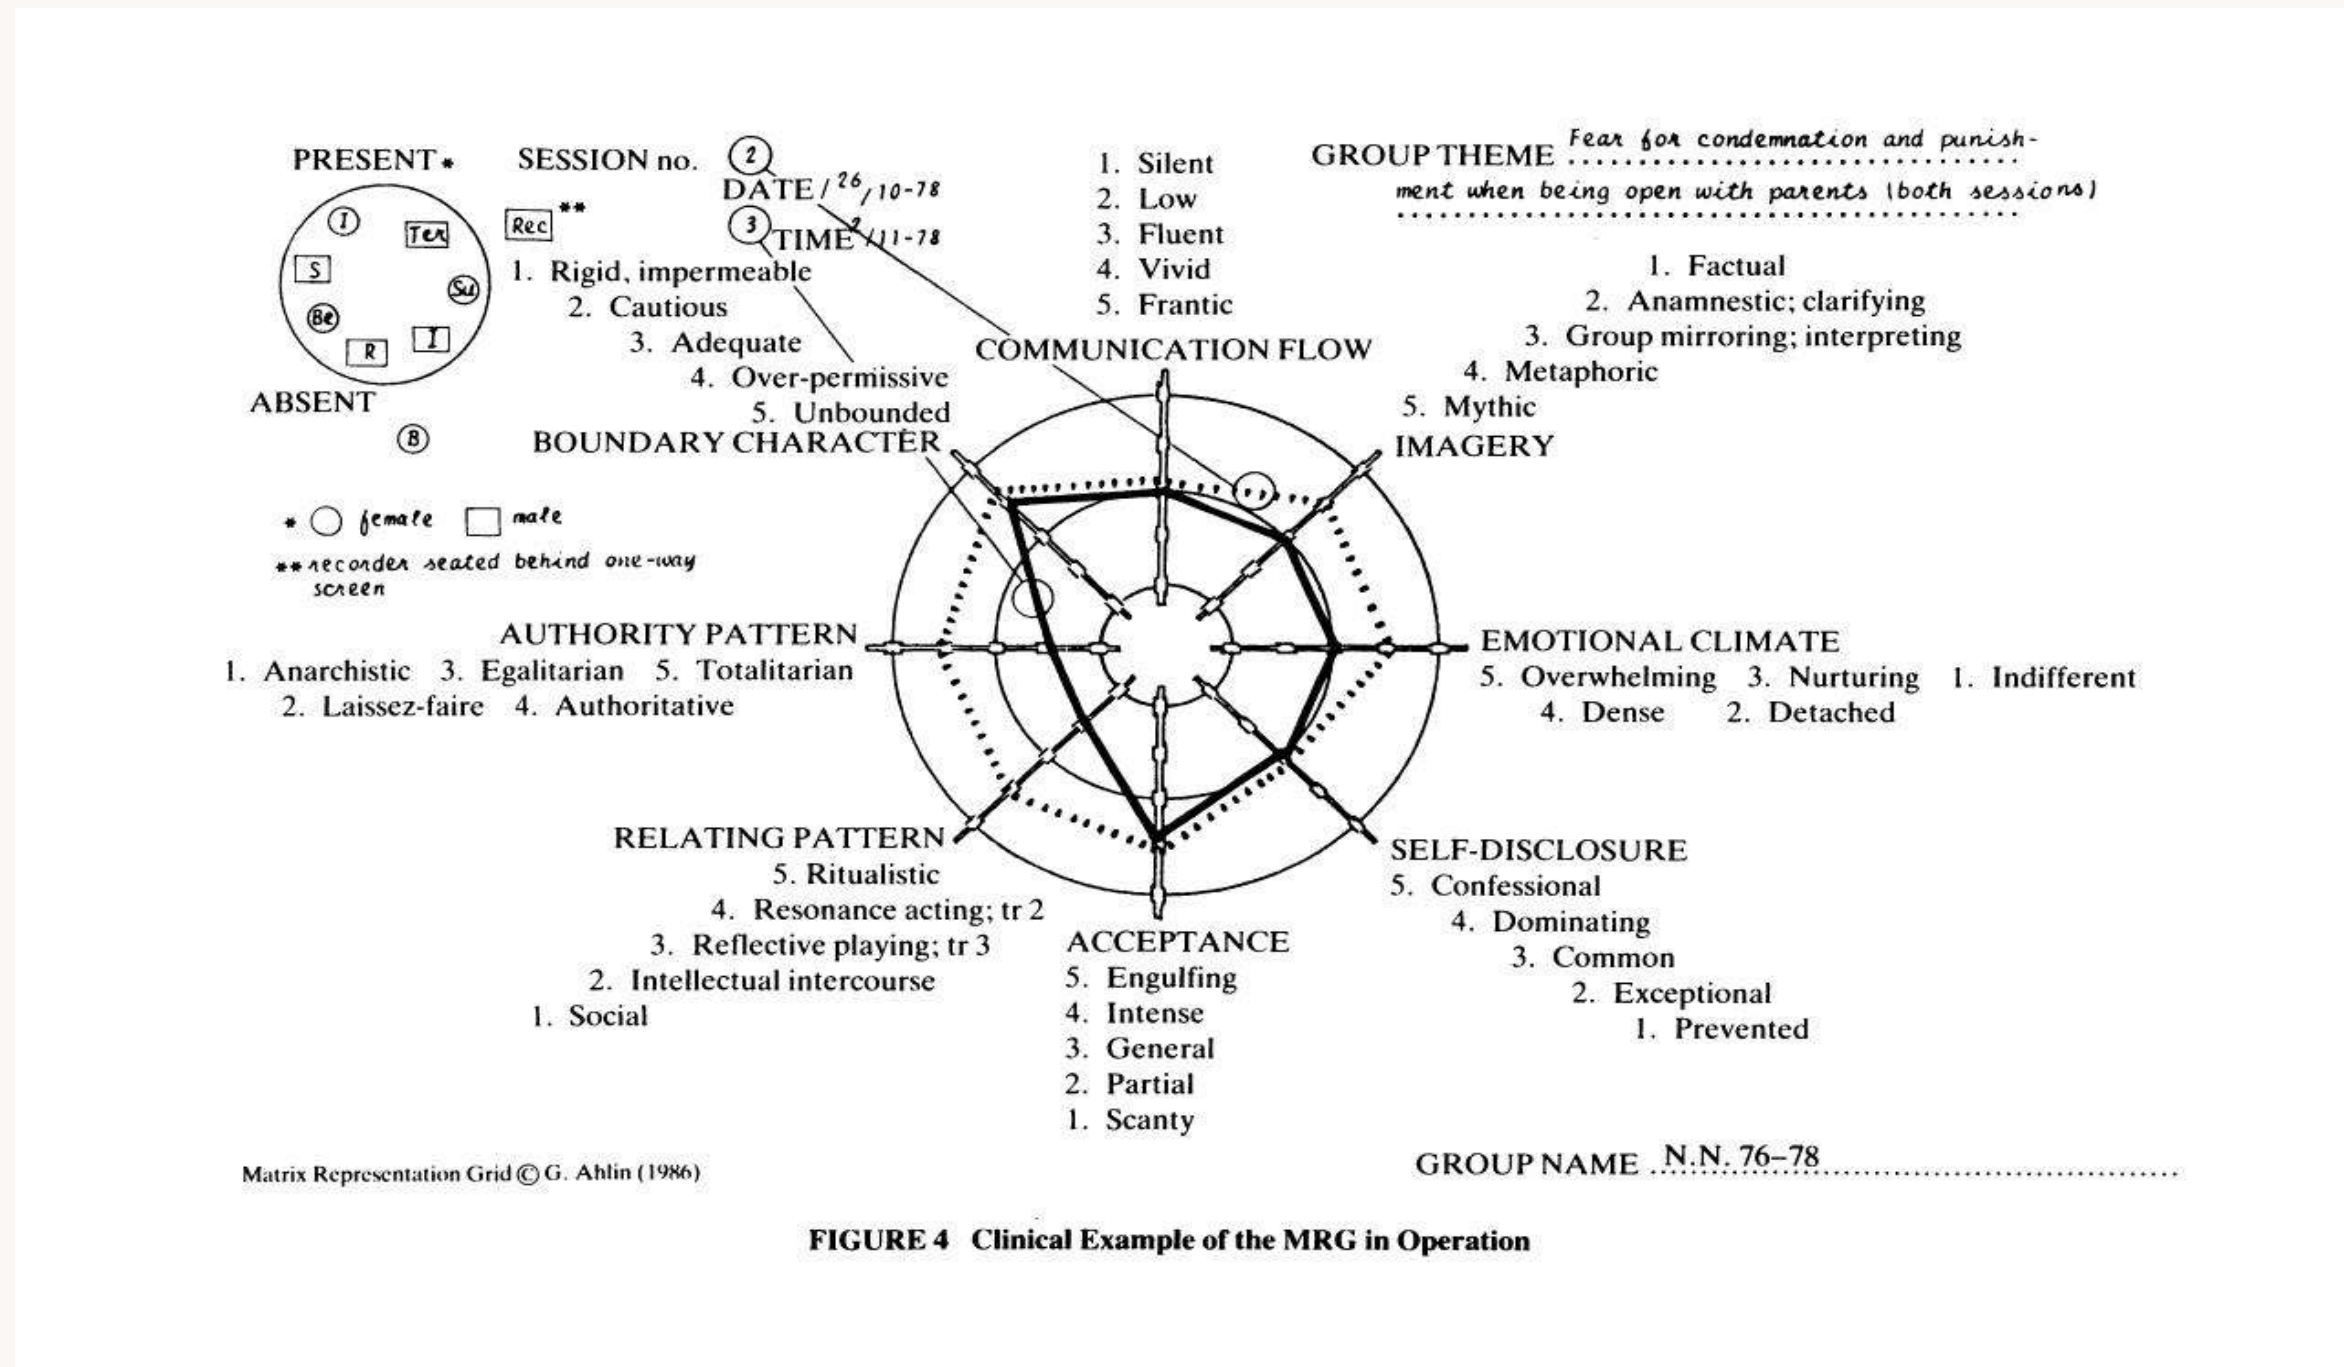 PRESENT *
I
Ter
S
Su
Be
I
R
ABSENT
B
* female male
** recorder seated behind one-way
screen
SESSION no. 2
DATE / 26/10-78
Rec **
3 TIME 2/11-78
1. Rigid, impermeable
2. Cautious
3. Adequate
4. Over-permissive
5. Unbounded
BOUNDARY CHARACTER
1. Silent
2. Low
3. Fluent
4. Vivid
5. Frantic
COMMUNICATION FLOW
GROUP THEME Fear for condemnation and punish-
ment when being open with parents (both sessions)
1. Factual
2. Anamnestic; clarifying
3. Group mirroring; interpreting
4. Metaphoric
5. Mythic
IMAGERY
AUTHORITY PATTERN
1. Anarchistic 3. Egalitarian 5. Totalitarian
2. Laissez-faire 4. Authoritative
EMOTIONAL CLIMATE
5. Overwhelming 3. Nurturing 1. Indifferent
4. Dense 2. Detached
RELATING PATTERN
5. Ritualistic
4. Resonance acting; tr 2
3. Reflective playing; tr 3
2. Intellectual intercourse
1. Social
ACCEPTANCE
5. Engulfing
4. Intense
3. General
2. Partial
1. Scanty
SELF-DISCLOSURE
5. Confessional
4. Dominating
3. Common
2. Exceptional
1. Prevented
Matrix Representation Grid © G. Ahlin (1986)
GROUP NAME N.N. 76–78
FIGURE 4 Clinical Example of the MRG in Operation